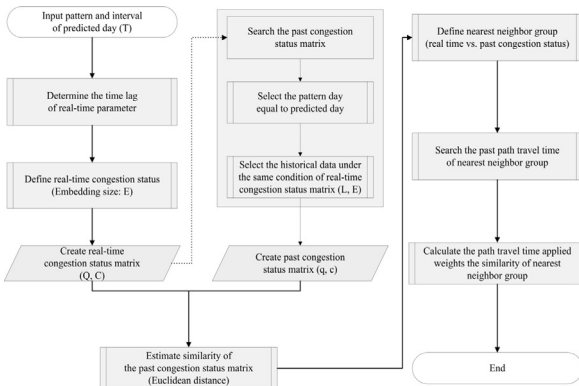 Input pattern and interval
of predicted day (T)
Determine the time lag
of real-time parameter
Define real-time congestion status
(Embedding size: E)
Create real-time
congestion status matrix
(Q, C)
Search the past congestion
status matrix
Select the pattern day
equal to predicted day
Select the historical data under
the same condition of real-time
congestion status matrix (L, E)
Create past congestion
status matrix (q, c)
Estimate similarity of
the past congestion status matrix
(Euclidean distance)
Define nearest neighbor group
(real time vs. past congestion status)
Search the past path travel time
of nearest neighbor group
Calculate the path travel time applied
weights the similarity of nearest
neighbor group
End